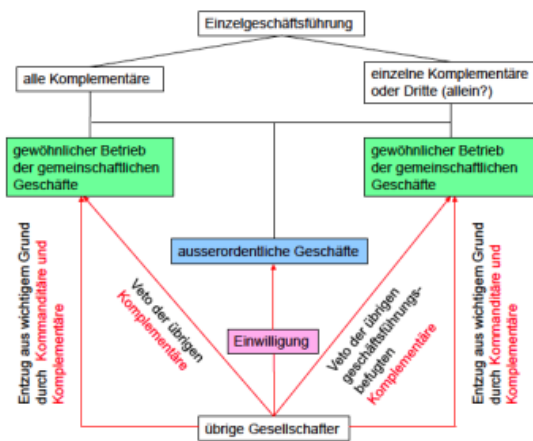 Einzelgeschäftsführung
alle Komplementäre
einzelne Komplementäre
oder Dritte (allein?)
gewöhnlicher Betrieb
der gemeinschaftlichen
Geschäfte
gewöhnlicher Betrieb
der gemeinschaftlichen
Geschäfte
ausserordentliche Geschäfte
Entzug aus wichtigem Grund
durch Kommanditäre und
Komplementäre
Veto der übrigen
Komplementäre
Einwilligung
Veto der übrigen
geschäftsführungs-
befugten
Komplementäre
Entzug aus wichtigem Grund
durch Kommanditäre und
Komplementäre
übrige Gesellschafter